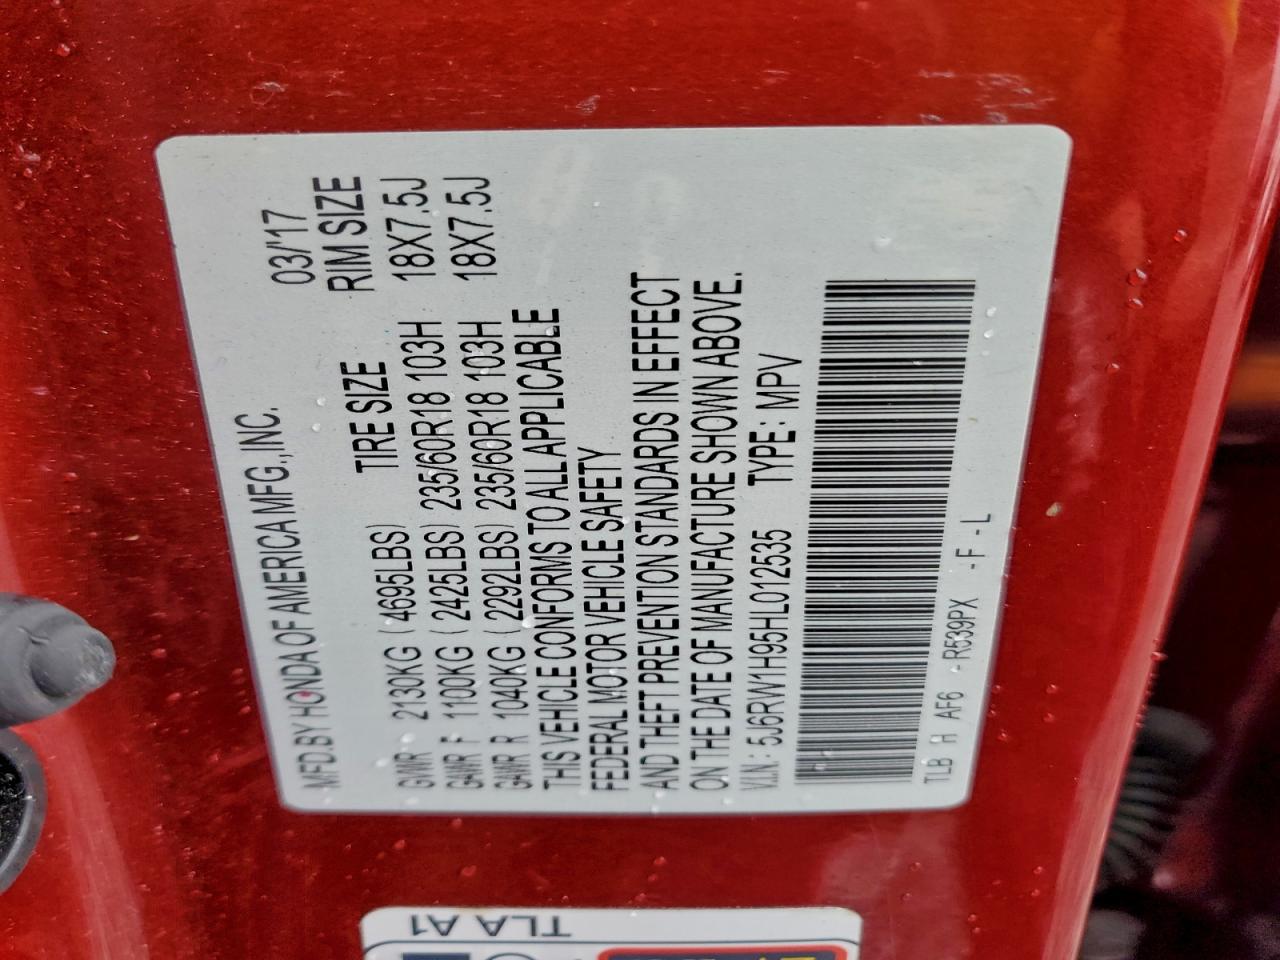 MFD.BY HONDA OF AMERICA MFG.,INC. 03/'17
TIRE SIZE RIM SIZE
GVWR 2130KG ( 4695LBS)
GAWR F 1100KG ( 2425LBS) 235/60R18 103H 18X7.5J
GAWR R 1040KG ( 2292LBS) 235/60R18 103H 18X7.5J
THIS VEHICLE CONFORMS TO ALL APPLICABLE
FEDERAL MOTOR VEHICLE SAFETY
AND THEFT PREVENTION STANDARDS IN EFFECT
ON THE DATE OF MANUFACTURE SHOWN ABOVE.
V.I.N.: 5J6RW1H95HL012535 TYPE: MPV
TLB H AF6 - R539PX - F - L
TLA A1